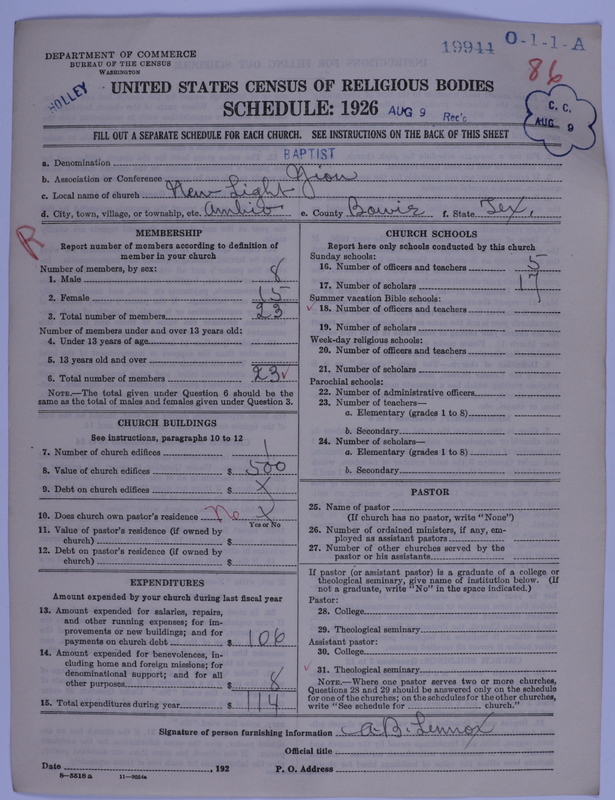 DEPARTMENT OF COMMERCE
BUREAU OF THE CENSUS
WASHINGTON
19911 O-1-1-A
86
HOLLEY
UNITED STATES CENSUS OF RELIGIOUS BODIES
SCHEDULE: 1926 AUG 9 Rec's
C. C.
AUG 9
FILL OUT A SEPARATE SCHEDULE FOR EACH CHURCH. SEE INSTRUCTIONS ON THE BACK OF THIS SHEET
a. Denomination BAPTIST
b. Association or Conference Zion
c. Local name of church New Light
d. City, town, village, or township, etc. e. County Bowie f. State Tex,
R
MEMBERSHIP
Report number of members according to definition of
member in your church
Number of members, by sex:
1. Male 8
2. Female 15
3. Total number of members 23
Number of members under and over 13 years old:
4. Under 13 years of age
5. 13 years old and over
6. Total number of members 23 ✓
NOTE.—The total given under Question 6 should be
the same as the total of males and females given under Question 3.
CHURCH BUILDINGS
See instructions, paragraphs 10 to 12
7. Number of church edifices 1
8. Value of church edifices $ 500
9. Debt on church edifices $ X
10. Does church own pastor's residence No X
Yes or No
11. Value of pastor's residence (if owned by
church) $
12. Debt on pastor's residence (if owned by
church) $
EXPENDITURES
Amount expended by your church during last fiscal year
13. Amount expended for salaries, repairs,
and other running expenses; for im-
provements or new buildings; and for
payments on church debt $ 106
14. Amount expended for benevolences, in-
cluding home and foreign missions; for
denominational support; and for all
other purposes $ 8
15. Total expenditures during year $ 114
CHURCH SCHOOLS
Report here only schools conducted by this church
Sunday schools:
16. Number of officers and teachers 5
17. Number of scholars 17
Summer vacation Bible schools:
✓ 18. Number of officers and teachers
19. Number of scholars
Week-day religious schools:
20. Number of officers and teachers
21. Number of scholars
Parochial schools:
22. Number of administrative officers
23. Number of teachers—
a. Elementary (grades 1 to 8)
b. Secondary
24. Number of scholars—
a. Elementary (grades 1 to 8)
b. Secondary
PASTOR
25. Name of pastor
(If church has no pastor, write "None")
26. Number of ordained ministers, if any, em-
ployed as assistant pastors
27. Number of other churches served by the
pastor or his assistants
If pastor (or assistant pastor) is a graduate of a college or
theological seminary, give name of institution below. (If
not a graduate, write "No" in the space indicated.)
Pastor:
28. College
29. Theological seminary
Assistant pastor:
30. College
✓ 31. Theological seminary
NOTE.—Where one pastor serves two or more churches,
Questions 28 and 29 should be answered only on the schedule
for one of the churches; on the schedules for the other churches,
write "See schedule for church."
Signature of person furnishing information A. B. Lennox
Official title
Date , 192 P. O. Address
8—5518 a 11—9034a